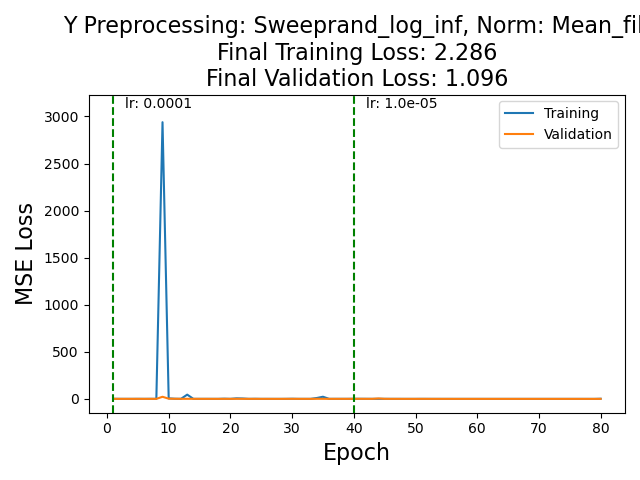 Y Preprocessing: Sweeprand_log_inf, Norm: Mean_fil
Final Training Loss: 2.286
Final Validation Loss: 1.096
lr: 0.0001
lr: 1.0e-05
Training
Validation
3000
2500
2000
1500
1000
500
0
MSE Loss
0 10 20 30 40 50 60 70 80
Epoch